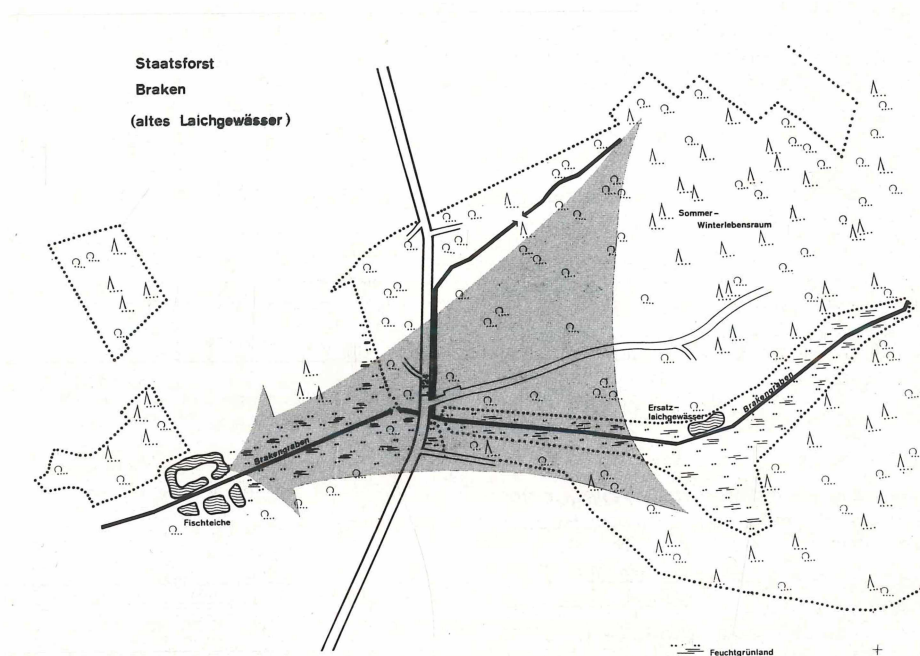 Staatsforst
Braken
(altes Laichgewässer)
Sommer-
Winterlebensraum
Ersatz-
laichgewässer
Brakengraben
Brakengraben
Fischteiche
Feuchtgrünland